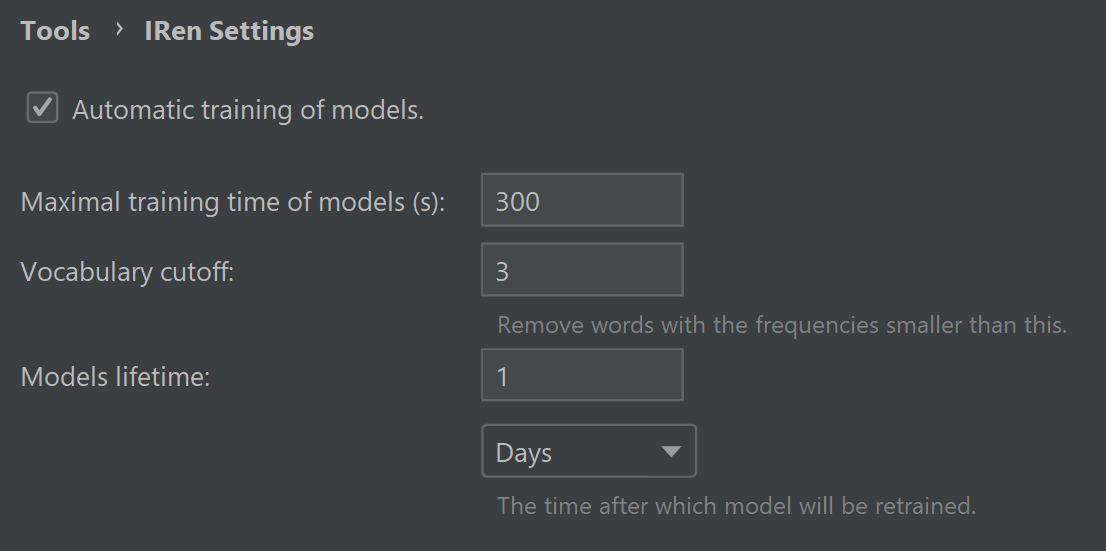 Tools › IRen Settings
Automatic training of models.
Maximal training time of models (s): 300
Vocabulary cutoff: 3
Remove words with the frequencies smaller than this.
Models lifetime: 1
Days
The time after which model will be retrained.